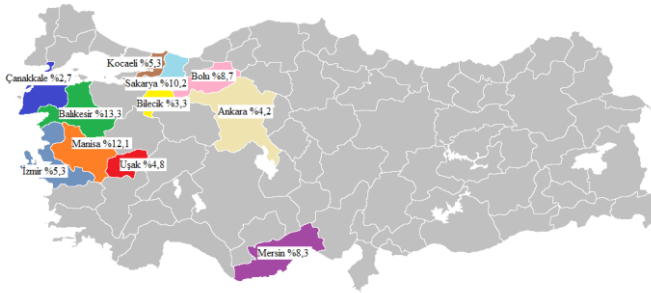 Kocaeli %5,3
Çanakkale %2,7
Sakarya %10,2
Bolu %8,7
Bilecik %3,3
Balıkesir %13,3
Ankara %4,2
Manisa %12,1
Uşak %4,8
İzmir %5,3
Mersin %8,3